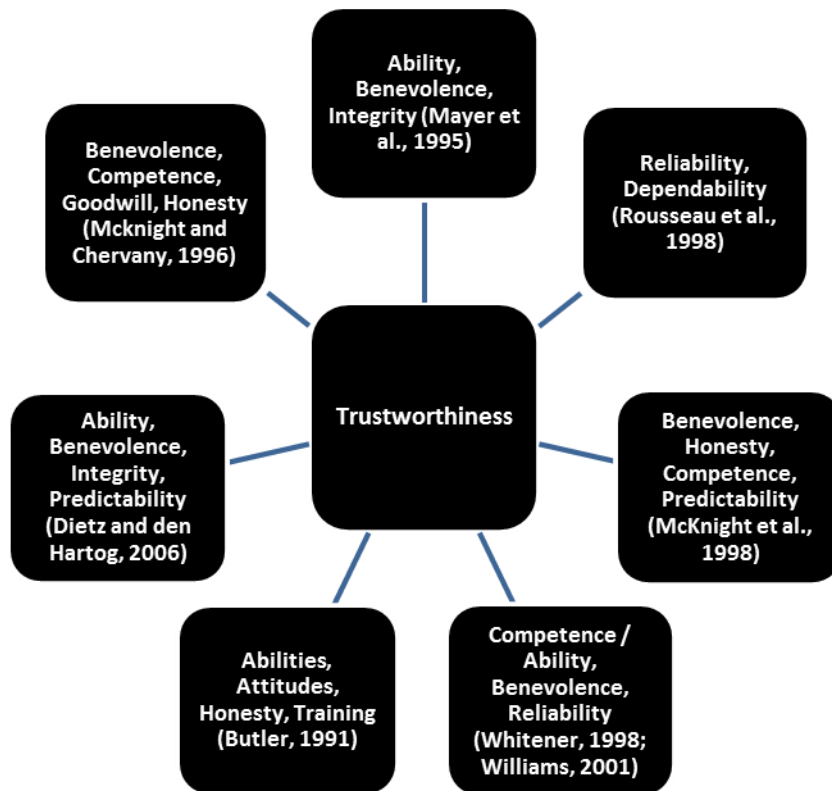 Ability,
Benevolence,
Integrity (Mayer et
al., 1995)
Benevolence,
Competence,
Goodwill, Honesty
(Mcknight and
Chervany, 1996)
Reliability,
Dependability
(Rousseau et al.,
1998)
Trustworthiness
Ability,
Benevolence,
Integrity,
Predictability
(Dietz and den
Hartog, 2006)
Benevolence,
Honesty,
Competence,
Predictability
(McKnight et al.,
1998)
Abilities,
Attitudes,
Honesty, Training
(Butler, 1991)
Competence /
Ability,
Benevolence,
Reliability
(Whitener, 1998;
Williams, 2001)